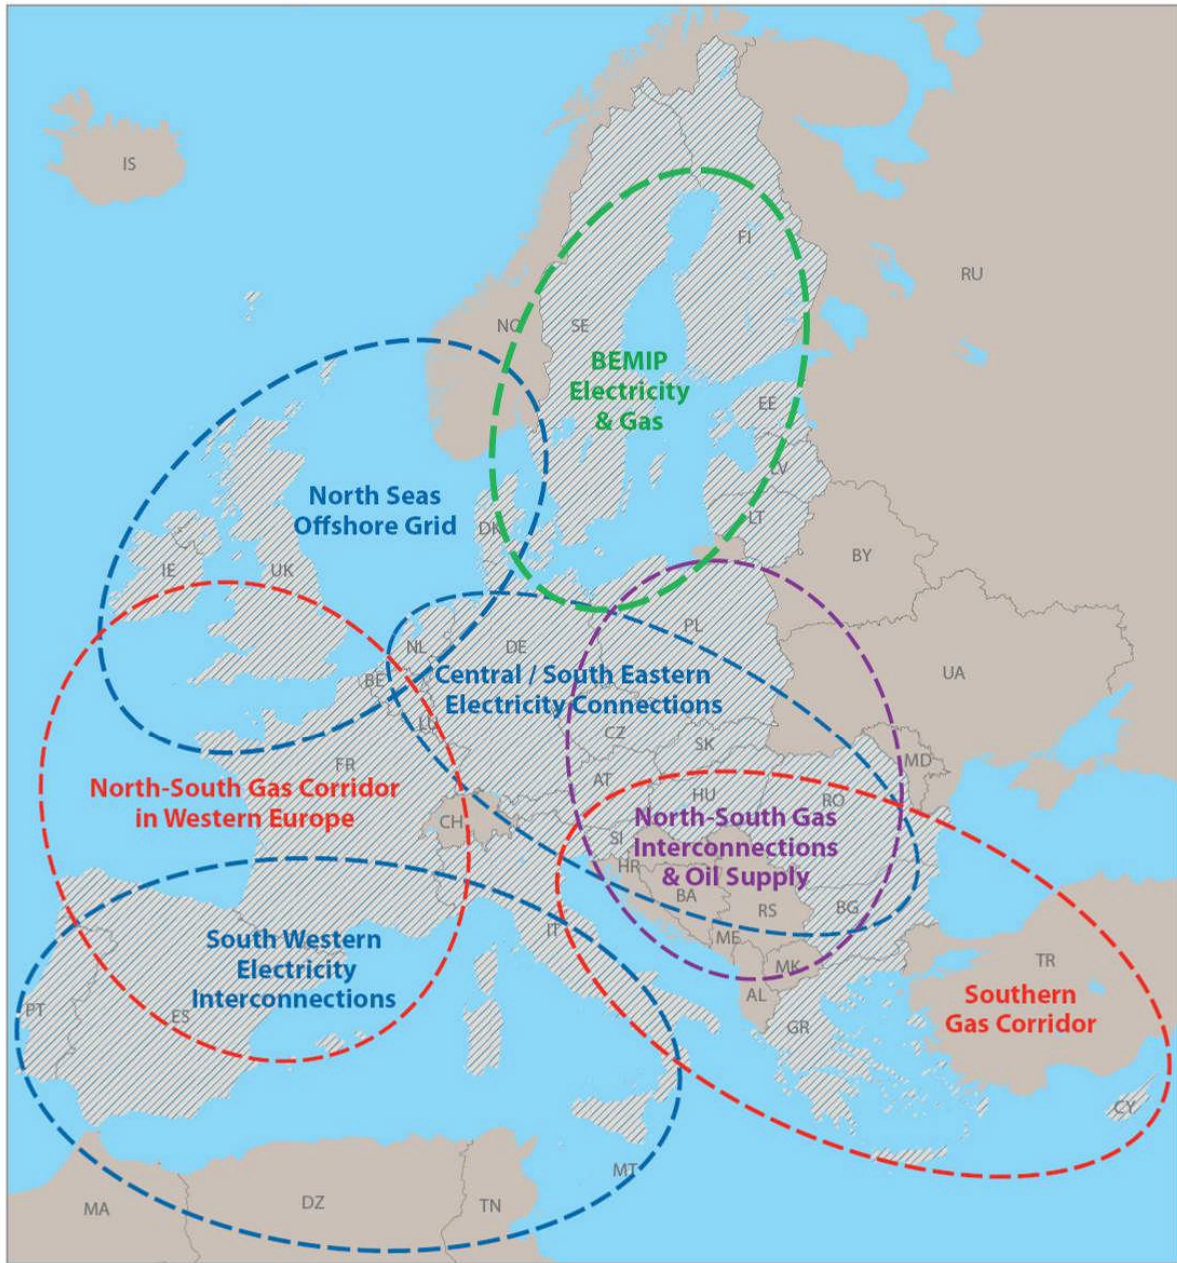 IS
FI
RU
NO
SE
BEMIP
Electricity
& Gas
EE
LV
LT
North Seas
Offshore Grid
DK
BY
IE
UK
PL
NL
DE
UA
BE
Central / South Eastern
Electricity Connections
LU
CZ
SK
MD
FR
AT
HU
RO
North-South Gas Corridor
in Western Europe
CH
North-South Gas
Interconnections
& Oil Supply
SI
HR
BA
RS
BG
IT
ME
MK
South Western
Electricity
Interconnections
TR
AL
Southern
Gas Corridor
PT
ES
GR
CY
MT
MA
DZ
TN